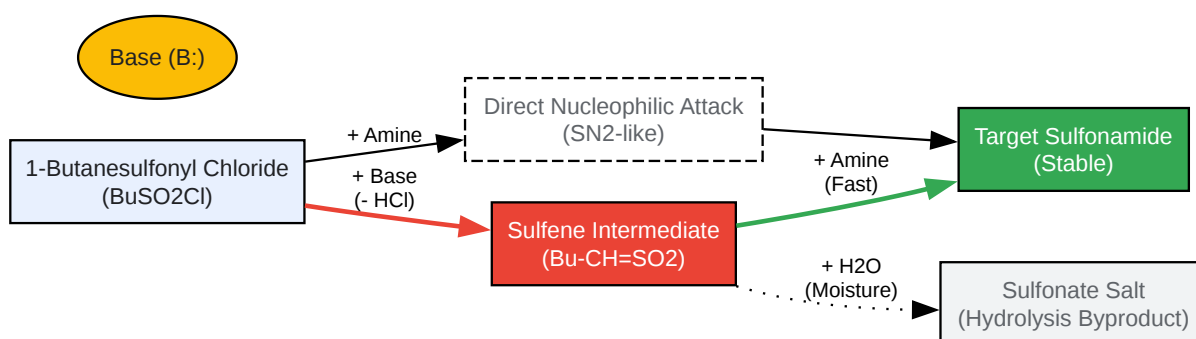 Base (B:)
Direct Nucleophilic Attack
(SN2-like)
+ Amine
Target Sulfonamide
(Stable)
1-Butanesulfonyl Chloride
(BuSO2Cl)
+ Base
(- HCl)
+ Amine
(Fast)
Sulfene Intermediate
(Bu-CH=SO2)
+ H2O
(Moisture)
Sulfonate Salt
(Hydrolysis Byproduct)